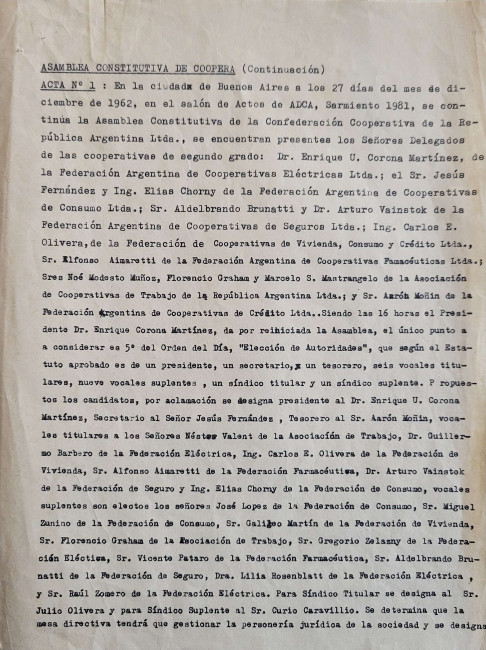 ASAMBLEA CONSTITUTIVA DE COOPERA (Continuación)
ACTA Nº 1 : En la ciudad de Buenos Aires a los 27 días del mes de di-
ciembre de 1962, en el salón de Actos de ADCA, Sarmiento 1981, se con-
tinúa la Asamblea Constitutiva de la Confederación Cooperativa de la Re-
pública Argentina Ltda., se encuentran presentes los Señores Delegados
de las cooperativas de segundo grado: Dr. Enrique U. Corona Martínez, de
la Federación Argentina de Cooperativas Eléctricas Ltda.; el Sr. Jesús
Fernández y Ing. Elias Chorny de la Federación Argentina de Cooperativas
de Consumo Ltda.; Sr. Aldelbrando Brunatti y Dr. Arturo Vainstok de la
Federación Argentina de Cooperativas de Seguros Ltda.; Ing. Carlos E.
Olivera, de la Federación de Cooperativas de Vivienda, Consumo y Crédito Ltda.,
Sr. Elfonso Aimaretti de la Federación Argentina de Cooperativas Famacéuticas Ltda.;
Sres Noé Modesto Muñoz, Florencio Graham y Marcelo S. Mastrangelo de la Asociación
de Cooperativas de Trabajo de la República Argentina Ltda.; y Sr. Aarón Moñin de la
Federación Argentina de Cooperativas de Crédito Ltda..Siendo las 16 horas el Presi-
dente Dr. Enrique Corona Martínez, da por reiniciada la Asamblea, el único punto a
a considerar es 5º del Orden del Día, "Elección de Autoridades", que según el Esta-
tuto aprobado es de un presidente, un secretario, un tesorero, seis vocales titu-
lares, nueve vocales suplentes , un síndico titular y un síndico suplente. P ropues-
tos los candidatos, por aclamación se designa presidente al Dr. Enrique U. Corona
Martínez, Secretario al Señor Jesús Fernández , Tesorero al Sr. Aarón Moñin, voca-
les titulares a los Señores Néstor Valent de la Asociación de Trabajo, Dr. Guiller-
mo Barbero de la Federación Eléctrica, Ing. Carlos E. Olivera de la Federación de
Vivienda, Sr. Alfonso Aimaretti de la Federación Farmacéutica, Dr. Arturo Vainstok
de la Federación de Seguro y Ing. Elias Chorny de la Federación de Consumo, vocales
suplentes son electos los señores José Lopez de la Federación de Consumo, Sr. Miguel
Zunino de la Federación de Consumo, Sr. Galileo Martín de la Federación de Vivienda,
Sr. Florencio Graham de la Asociación de Trabajo, Sr. Gregorio Zelazny de la Federa-
ción Eléctica, Sr. Vicente Pataro de la Federación Farmacéutica, Sr. Aldelbrando Bru-
natti de la Federación de Seguro, Dra. Lilia Rosenblatt de la Federación Eléctrica ,
y Sr. Raúl Zomero de la Federación Eléctrica. Para Síndico Titular se designa al Sr.
Julio Olivera y para Síndico Suplente al Sr. Curio Caravillio. Se determina que la
mesa directiva tendrá que gestionar la personería jurídica de la sociedad y se designa